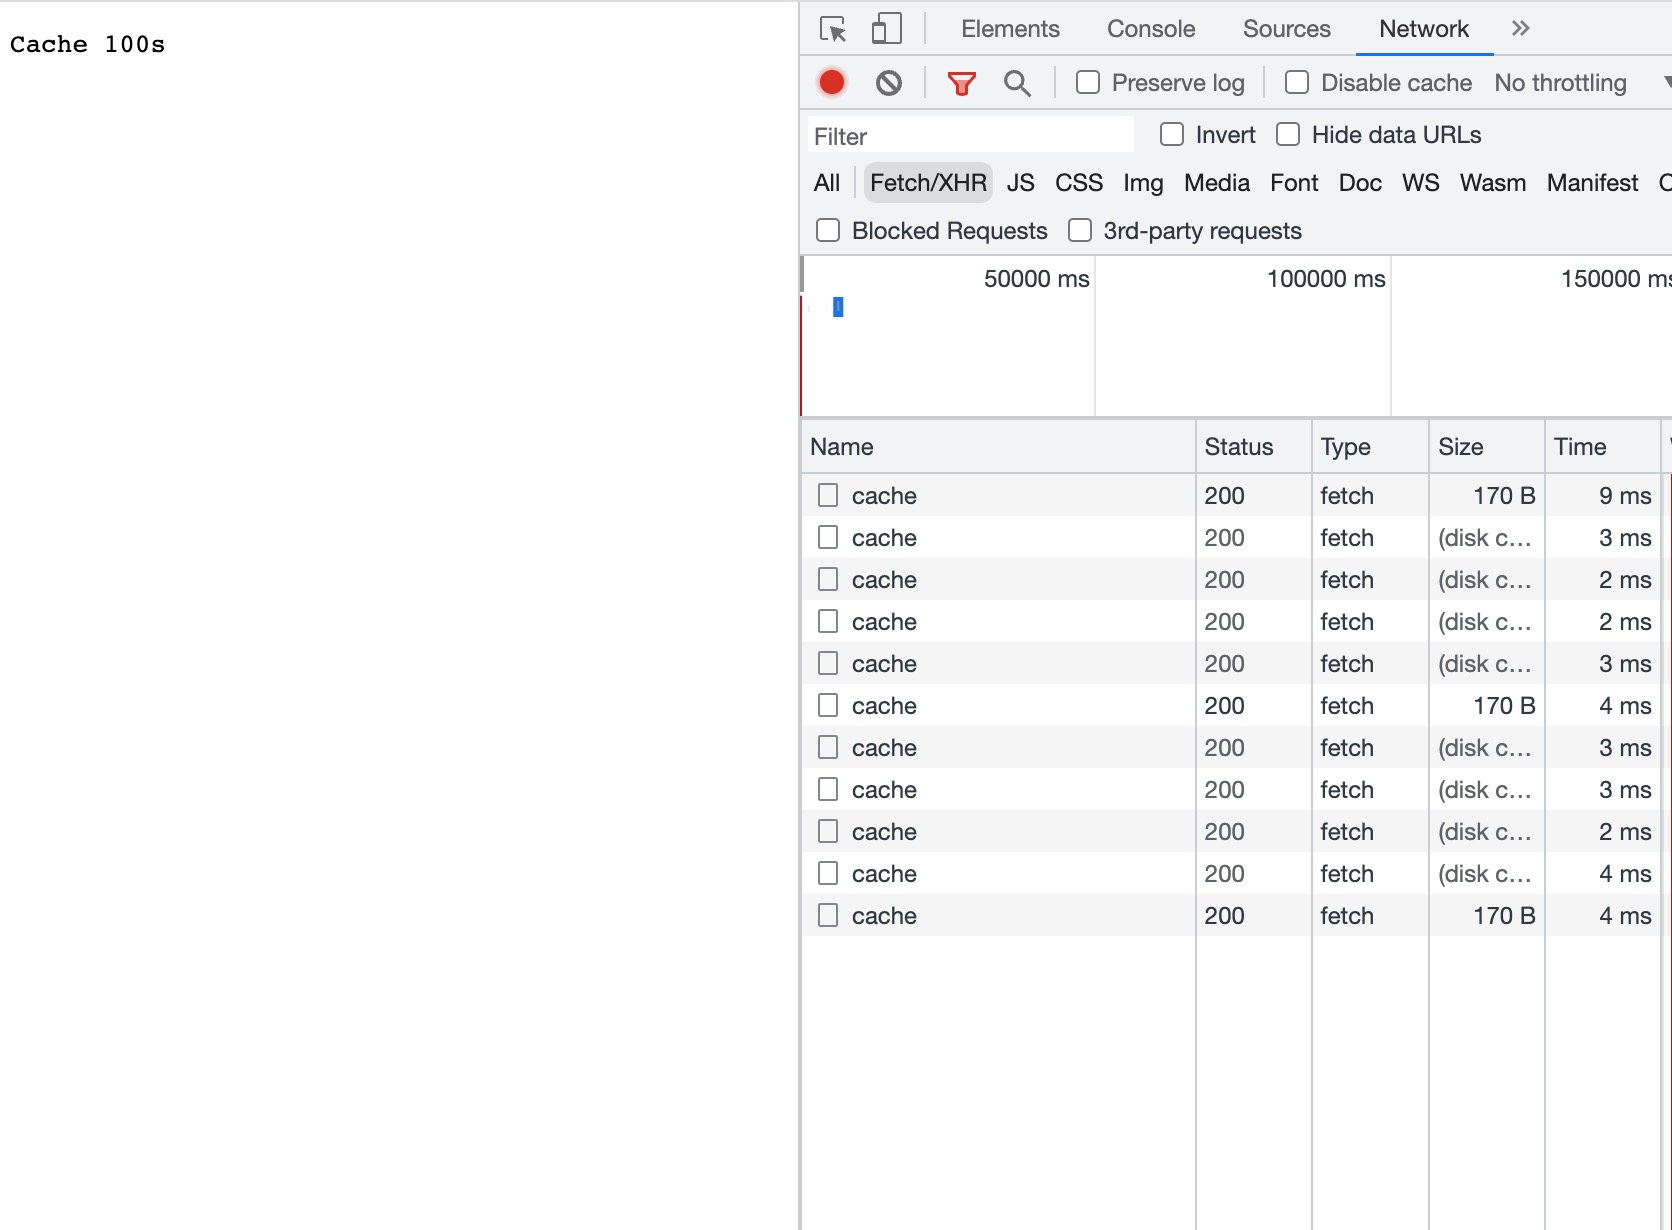 Cache 100s
Elements Console Sources Network
Preserve log Disable cache No throttling
Filter Invert Hide data URLs
All Fetch/XHR JS CSS Img Media Font Doc WS Wasm Manifest
Blocked Requests 3rd-party requests
50000 ms 100000 ms 150000 ms
Name Status Type Size Time
cache 200 fetch 170 B 9 ms
cache 200 fetch (disk c... 3 ms
cache 200 fetch (disk c... 2 ms
cache 200 fetch (disk c... 2 ms
cache 200 fetch (disk c... 3 ms
cache 200 fetch 170 B 4 ms
cache 200 fetch (disk c... 3 ms
cache 200 fetch (disk c... 3 ms
cache 200 fetch (disk c... 2 ms
cache 200 fetch (disk c... 4 ms
cache 200 fetch 170 B 4 ms